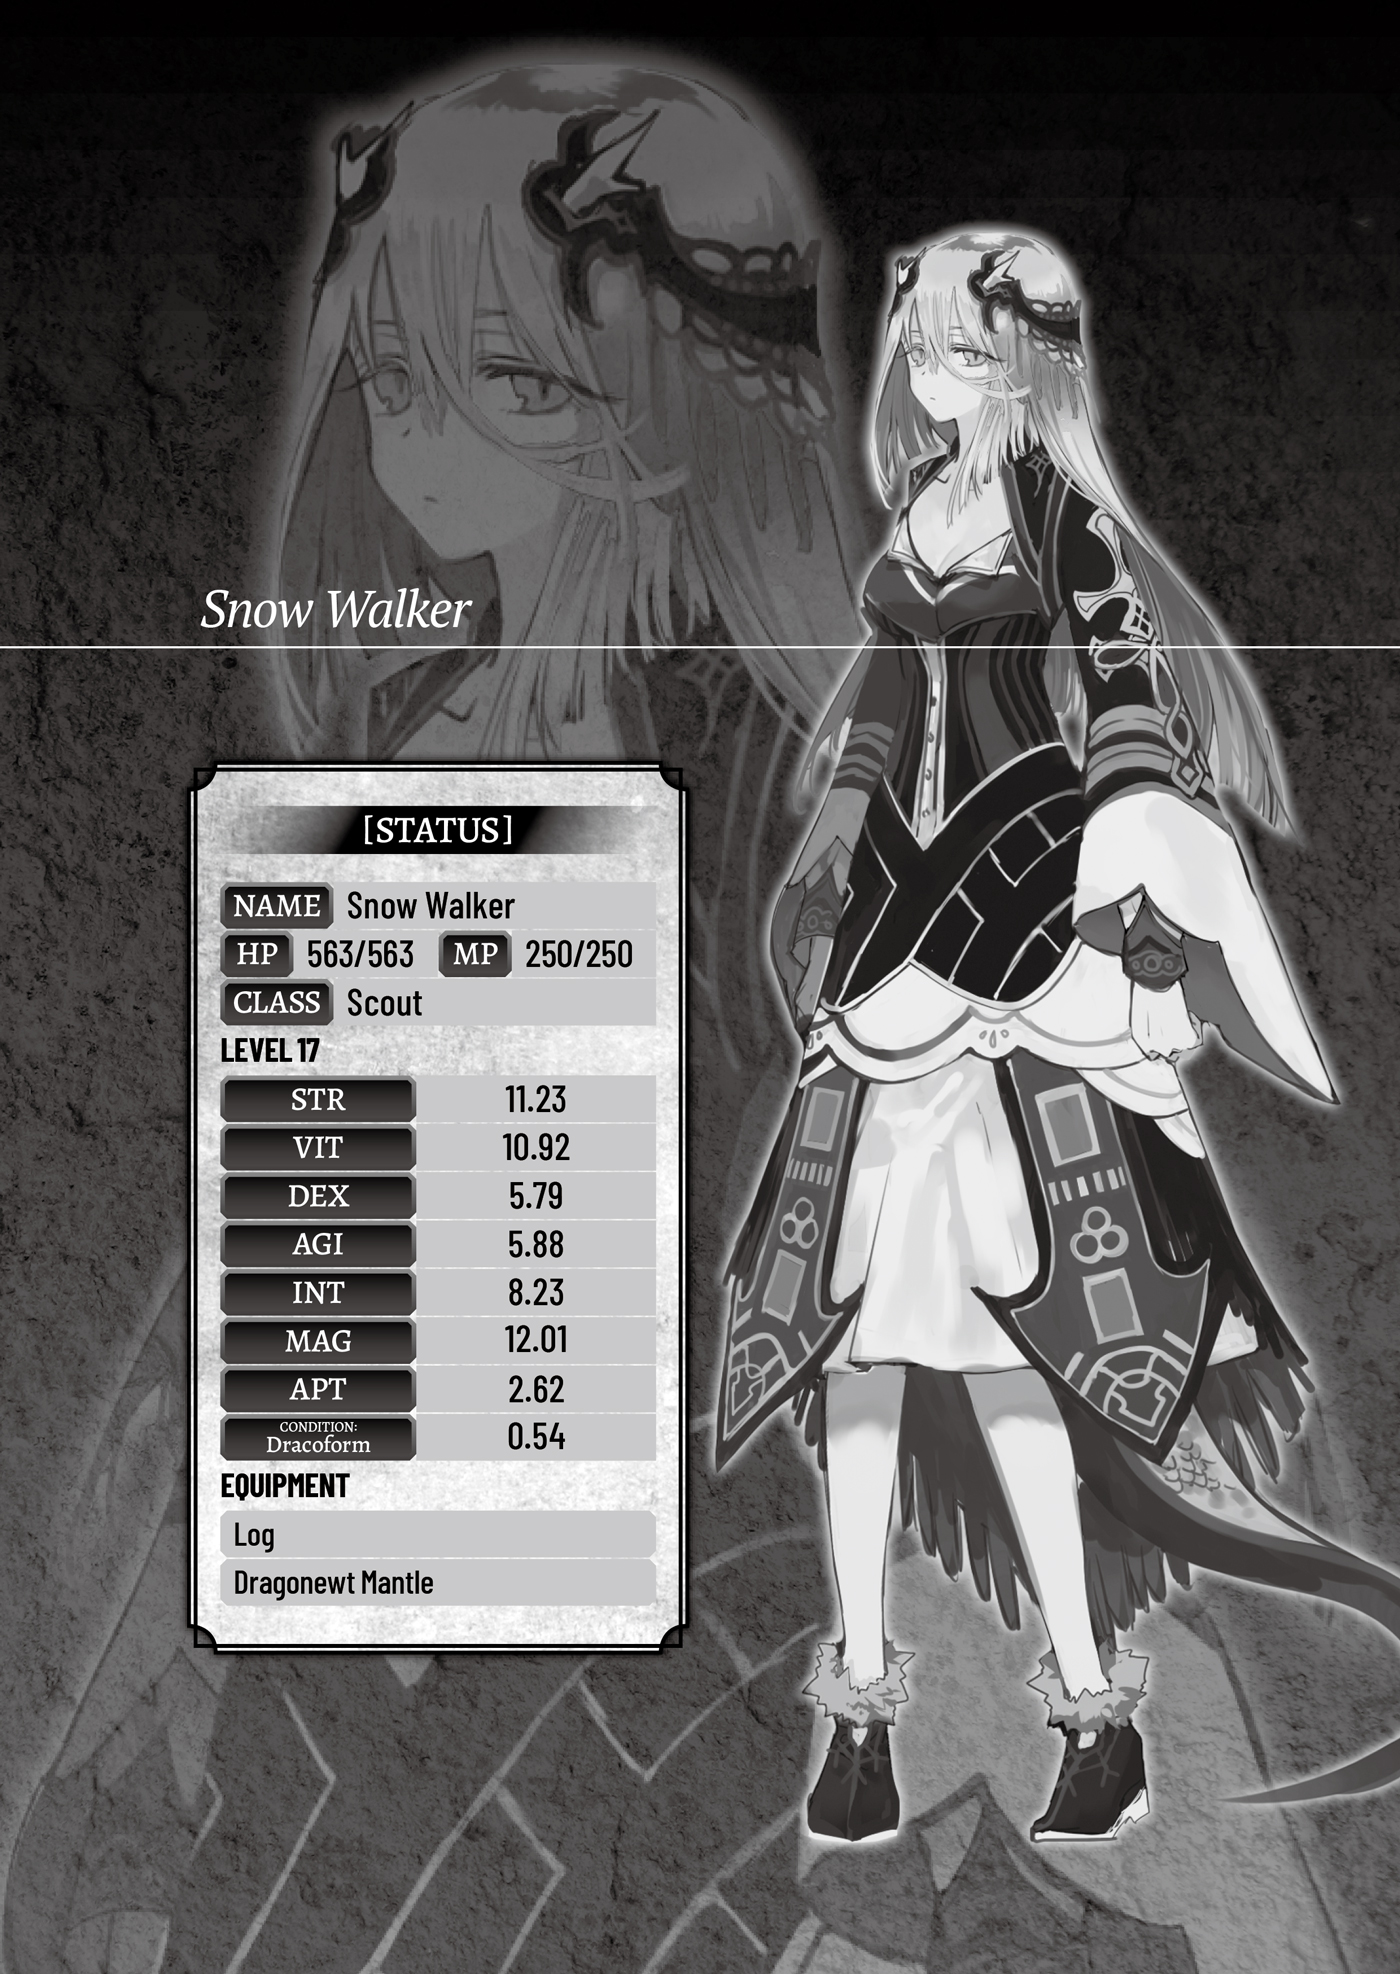 Snow Walker
[STATUS]
NAME Snow Walker
HP 563/563 MP 250/250
CLASS Scout
LEVEL 17
STR 11.23
VIT 10.92
DEX 5.79
AGI 5.88
INT 8.23
MAG 12.01
APT 2.62
CONDITION:
Dracoform 0.54
EQUIPMENT
Log
Dragonewt Mantle